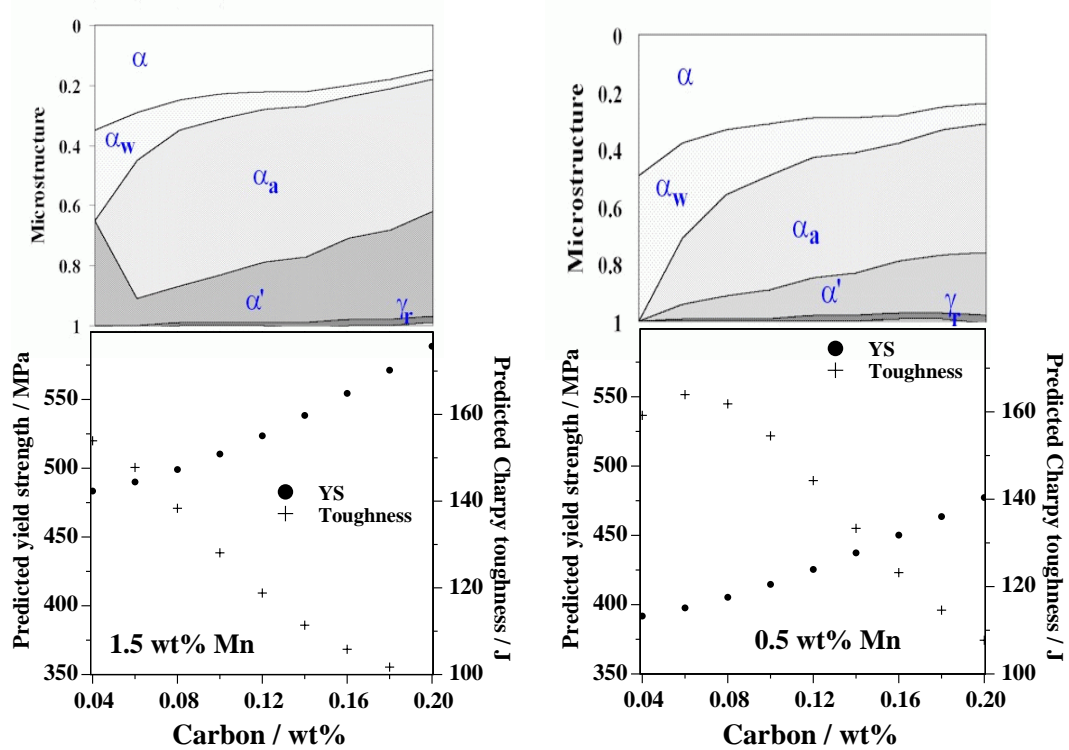 0
0.2
0.4
0.6
0.8
1
Microstructure
α
αw
αa
α'
γr
0
0.2
0.4
0.6
0.8
1
Microstructure
α
αw
αa
α'
γr
550
500
450
400
350
Predicted yield strength / MPa
YS
Toughness
1.5 wt% Mn
160
140
120
100
Predicted Charpy toughness / J
0.04
0.08
0.12
0.16
0.20
Carbon / wt%
550
500
450
400
350
Predicted yield strength / MPa
YS
Toughness
0.5 wt% Mn
160
140
120
100
Predicted Charpy toughness / J
0.04
0.08
0.12
0.16
0.20
Carbon / wt%